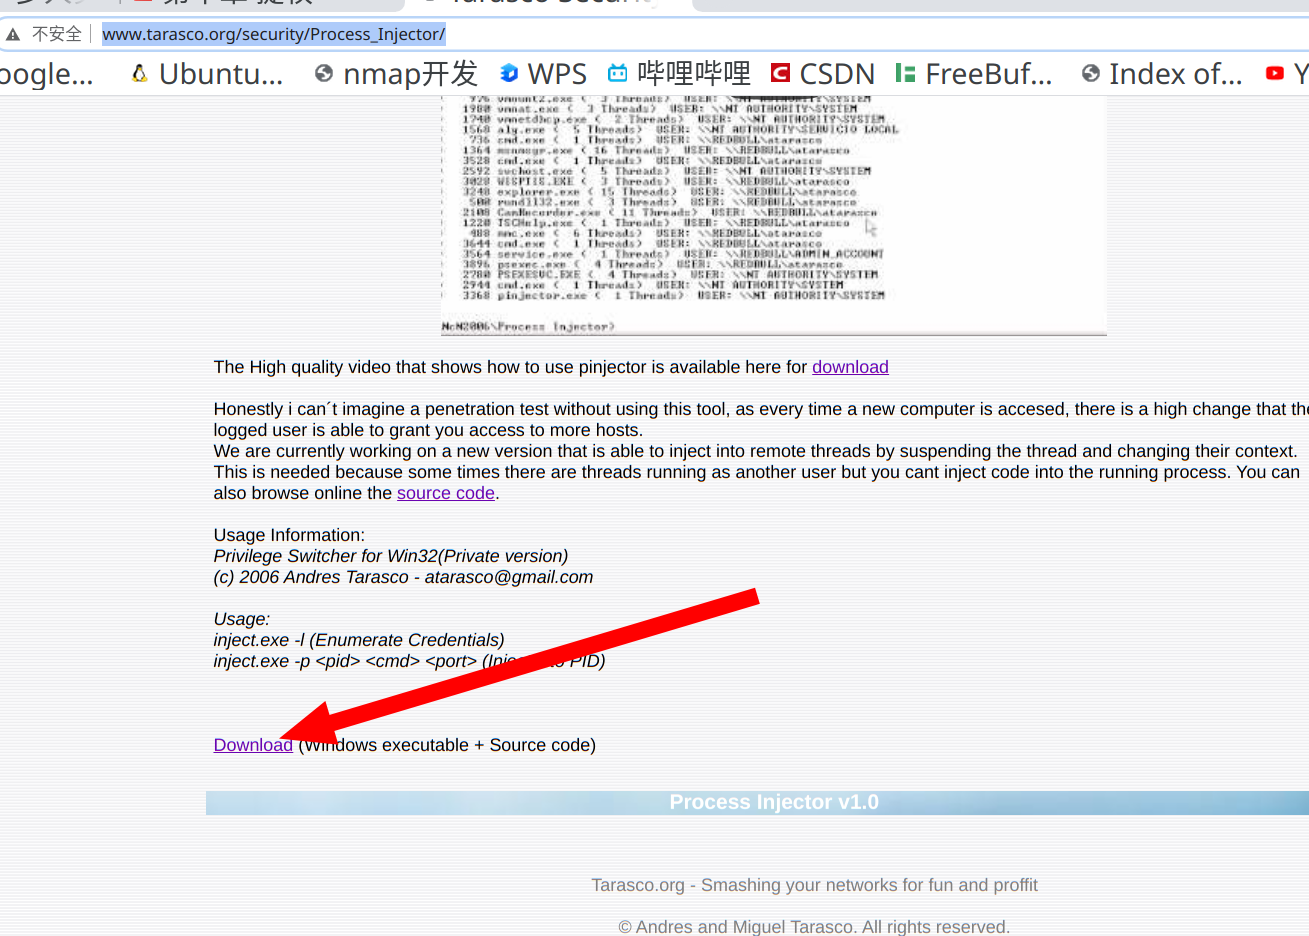 Tarasco Secur
不安全 www.tarasco.org/security/Process_Injector/
oogle... Ubuntu... nmap开发 WPS 哔哩哔哩 CSDN FreeBuf... Index of... Y
776 vmount2.exe ( 3 Threads) USER: \\NT AUTHORITY\SYSTEM
1980 vmnat.exe ( 3 Threads) USER: \\NT AUTHORITY\SYSTEM
1740 vmnetdhcp.exe ( 2 Threads) USER: \\NT AUTHORITY\SYSTEM
1568 alg.exe ( 5 Threads) USER: \\NT AUTHORITY\SERVICIO LOCAL
736 cmd.exe ( 1 Threads) USER: \\REDBULL\atarasco
1364 msnmsgr.exe ( 16 Threads) USER: \\REDBULL\atarasco
3528 cmd.exe ( 1 Threads) USER: \\REDBULL\atarasco
2592 svchost.exe ( 5 Threads) USER: \\NT AUTHORITY\SYSTEM
3028 WISPTIS.EXE ( 3 Threads) USER: \\REDBULL\atarasco
3248 explorer.exe ( 15 Threads) USER: \\REDBULL\atarasco
508 rundll32.exe ( 3 Threads) USER: \\REDBULL\atarasco
2108 CamRecorder.exe ( 11 Threads) USER: \\REDBULL\atarasco
1220 TSCHelp.exe ( 1 Threads) USER: \\REDBULL\atarasco
488 mmc.exe ( 6 Threads) USER: \\REDBULL\atarasco
3644 cmd.exe ( 1 Threads) USER: \\REDBULL\atarasco
3564 service.exe ( 1 Threads) USER: \\REDBULL\ADMIN_ACCOUNT
3896 psexec.exe ( 4 Threads) USER: \\REDBULL\atarasco
2780 PSEXESVC.EXE ( 4 Threads) USER: \\NT AUTHORITY\SYSTEM
2944 cmd.exe ( 1 Threads) USER: \\NT AUTHORITY\SYSTEM
3368 pinjector.exe ( 1 Threads) USER: \\NT AUTHORITY\SYSTEM
NcN2006\Process Injector>
The High quality video that shows how to use pinjector is available here for download
Honestly i can´t imagine a penetration test without using this tool, as every time a new computer is accesed, there is a high change that the
logged user is able to grant you access to more hosts.
We are currently working on a new version that is able to inject into remote threads by suspending the thread and changing their context.
This is needed because some times there are threads running as another user but you cant inject code into the running process. You can
also browse online the source code.
Usage Information:
Privilege Switcher for Win32(Private version)
(c) 2006 Andres Tarasco - atarasco@gmail.com
Usage:
inject.exe -l (Enumerate Credentials)
inject.exe -p <pid> <cmd> <port> (Inject to PID)
Download (Windows executable + Source code)
Process Injector v1.0
Tarasco.org - Smashing your networks for fun and proffit
© Andres and Miguel Tarasco. All rights reserved.